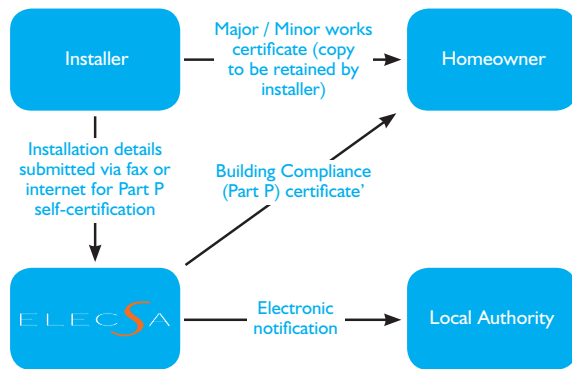 Installer
Major / Minor works
certificate (copy
to be retained by
installer)
Homeowner
Installation details
submitted via fax or
internet for Part P
self-certification
Building Compliance
(Part P) certificate'
ELECSA
Electronic
notification
Local Authority